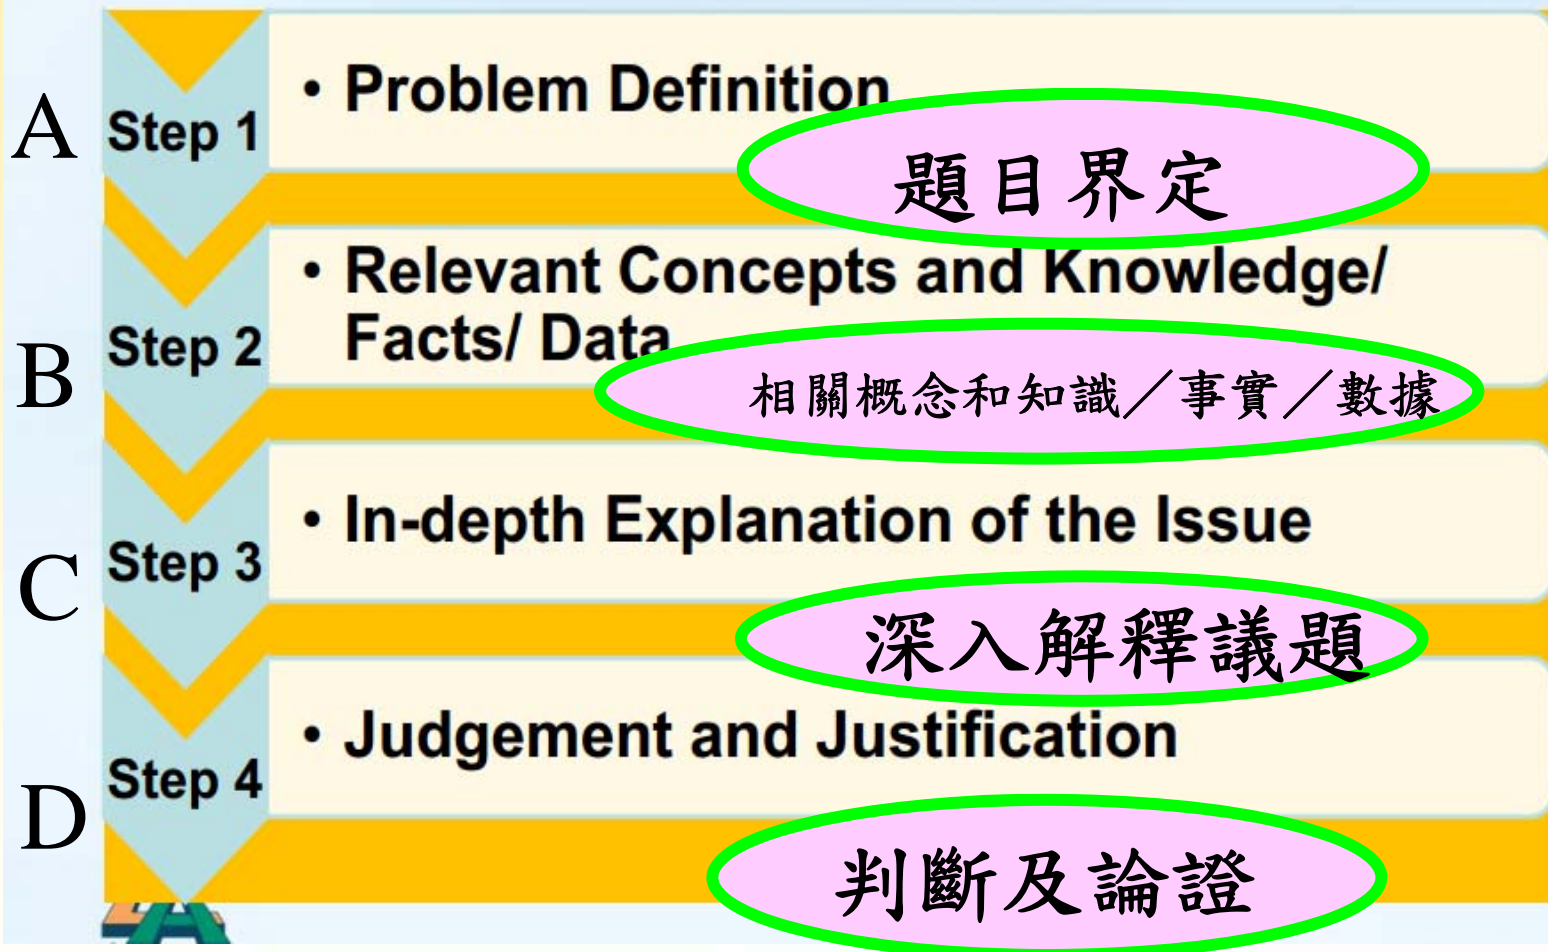 A
Step 1
• Problem Definition
題目界定
B
Step 2
• Relevant Concepts and Knowledge/
Facts/ Data
相關概念和知識／事實／數據
C
Step 3
• In-depth Explanation of the Issue
深入解釋議題
D
Step 4
• Judgement and Justification
判斷及論證